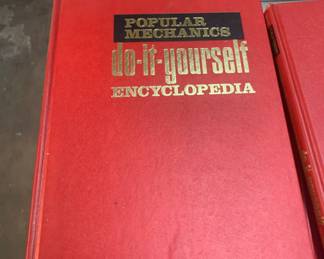 POPULAR
MECHANICS
do-it-yourself
ENCYCLOPEDIA